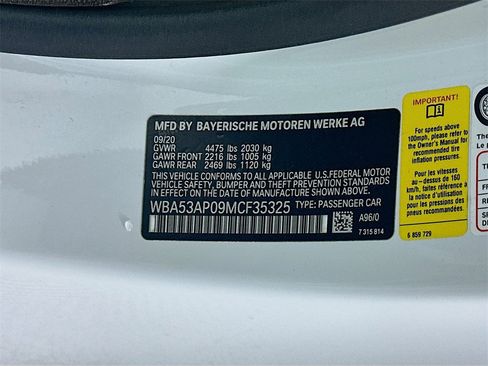 MFD BY BAYERISCHE MOTOREN WERKE AG
09/20
GVWR 4475 lbs 2030 kg
GAWR FRONT 2216 lbs 1005 kg
GAWR REAR 2469 lbs 1120 kg
THIS VEHICLE CONFORMS TO ALL APPLICABLE
U.S.FEDERAL MOTOR VEHICLE SAFETY,
BUMPER, AND THEFT PREVENTION STANDARDS
IN EFFECT ON THE DATE OF MANUFACTURE
SHOWN ABOVE.
WBA53AP09MCF35325 TYPE: PASSENGER CAR
A96/0
7 315 814
IMPORTANT!
For speeds above
100mph, please refer to
the Owner's Manual for
recommended tire
inflation pressures.
Pour les vitesses
au - dessus de 160
km/h, faites référence à
la notice d'utilisation
pour les pressions de
gonflage des pneus.
6 859 729
The
Le p